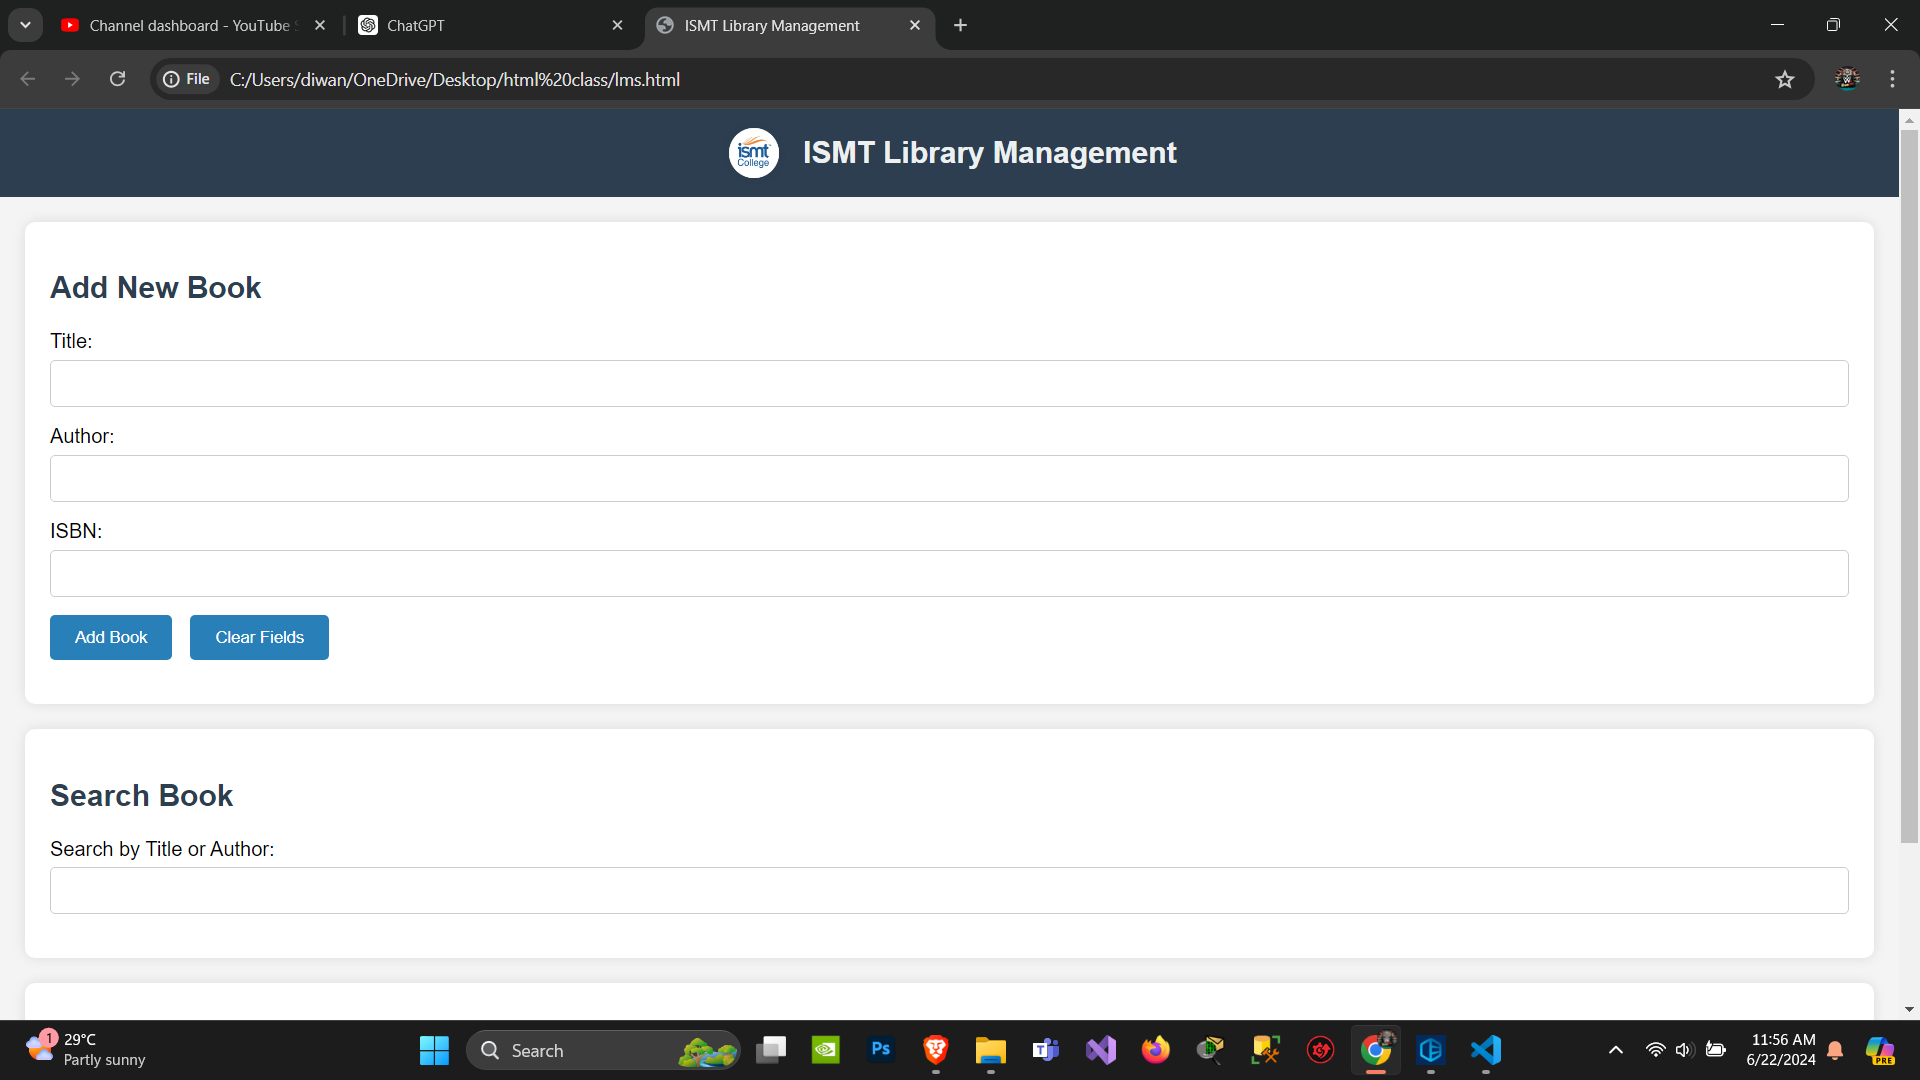 Channel dashboard - YouTube
ChatGPT
ISMT Library Management
File
C:/Users/diwan/OneDrive/Desktop/html%20class/lms.html
ismt
College
ISMT Library Management
Add New Book
Title:
Author:
ISBN:
Add Book
Clear Fields
Search Book
Search by Title or Author:
1
29°C
Partly sunny
Search
Ps
T
PRE
11:56 AM
6/22/2024